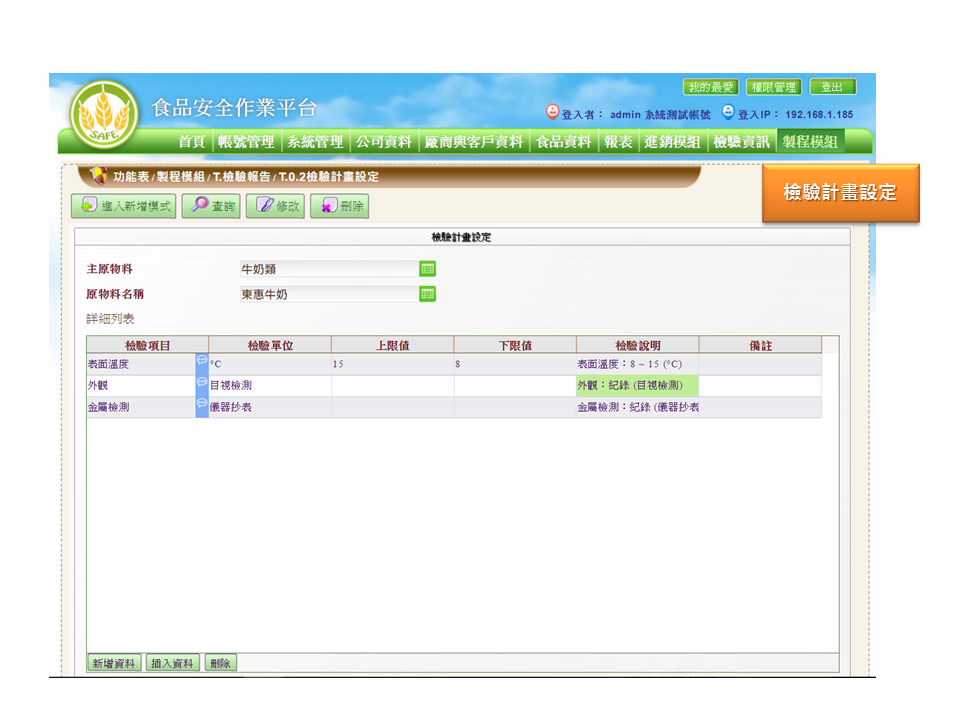 我的最愛 權限管理 登出
食品安全作業平台
登入者： admin 系統測試帳號 登入IP： 192.168.1.185
SAFE
首頁 帳號管理 系統管理 公司資料 廠商與客戶資料 食品資料 報表 進銷模組 檢驗資訊 製程模組
功能表/製程模組/T.檢驗報告/T.0.2檢驗計畫設定
檢驗計畫設定
進入新增模式 查詢 修改 刪除
檢驗計畫設定
主原物料 牛奶類
原物料名稱 東惠牛奶
詳細列表
檢驗項目 檢驗單位 上限值 下限值 檢驗說明 備註
表面溫度 °C 15 8 表面溫度：8 ~ 15 (°C)
外觀 目視檢測 外觀：紀錄 (目視檢測)
金屬檢測 儀器抄表 金屬檢測：紀錄 (儀器抄表
新增資料 插入資料 刪除